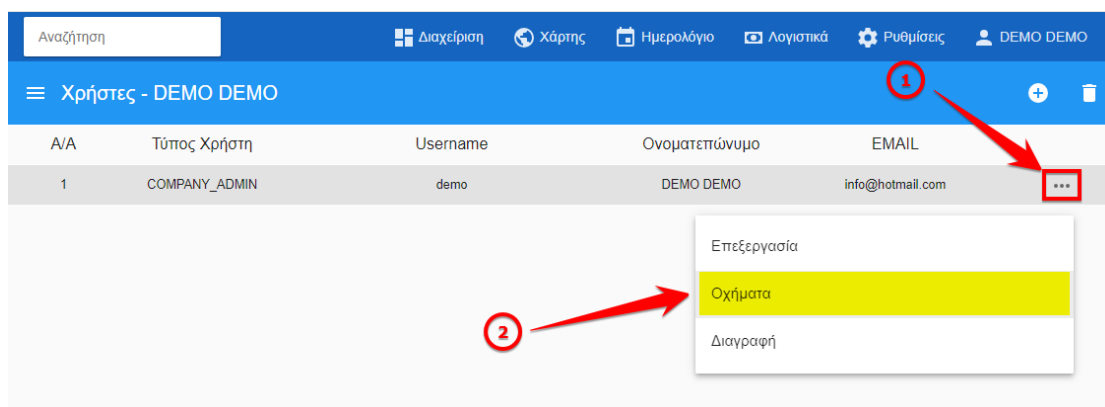 Αναζήτηση Διαχείριση Χάρτης Ημερολόγιο Λογιστικά Ρυθμίσεις DEMO DEMO
Χρήστες - DEMO DEMO
1
Α/Α Τύπος Χρήστη Username Ονοματεπώνυμο EMAIL
1 COMPANY_ADMIN demo DEMO DEMO info@hotmail.com
Επεξεργασία
Οχήματα
2
Διαγραφή